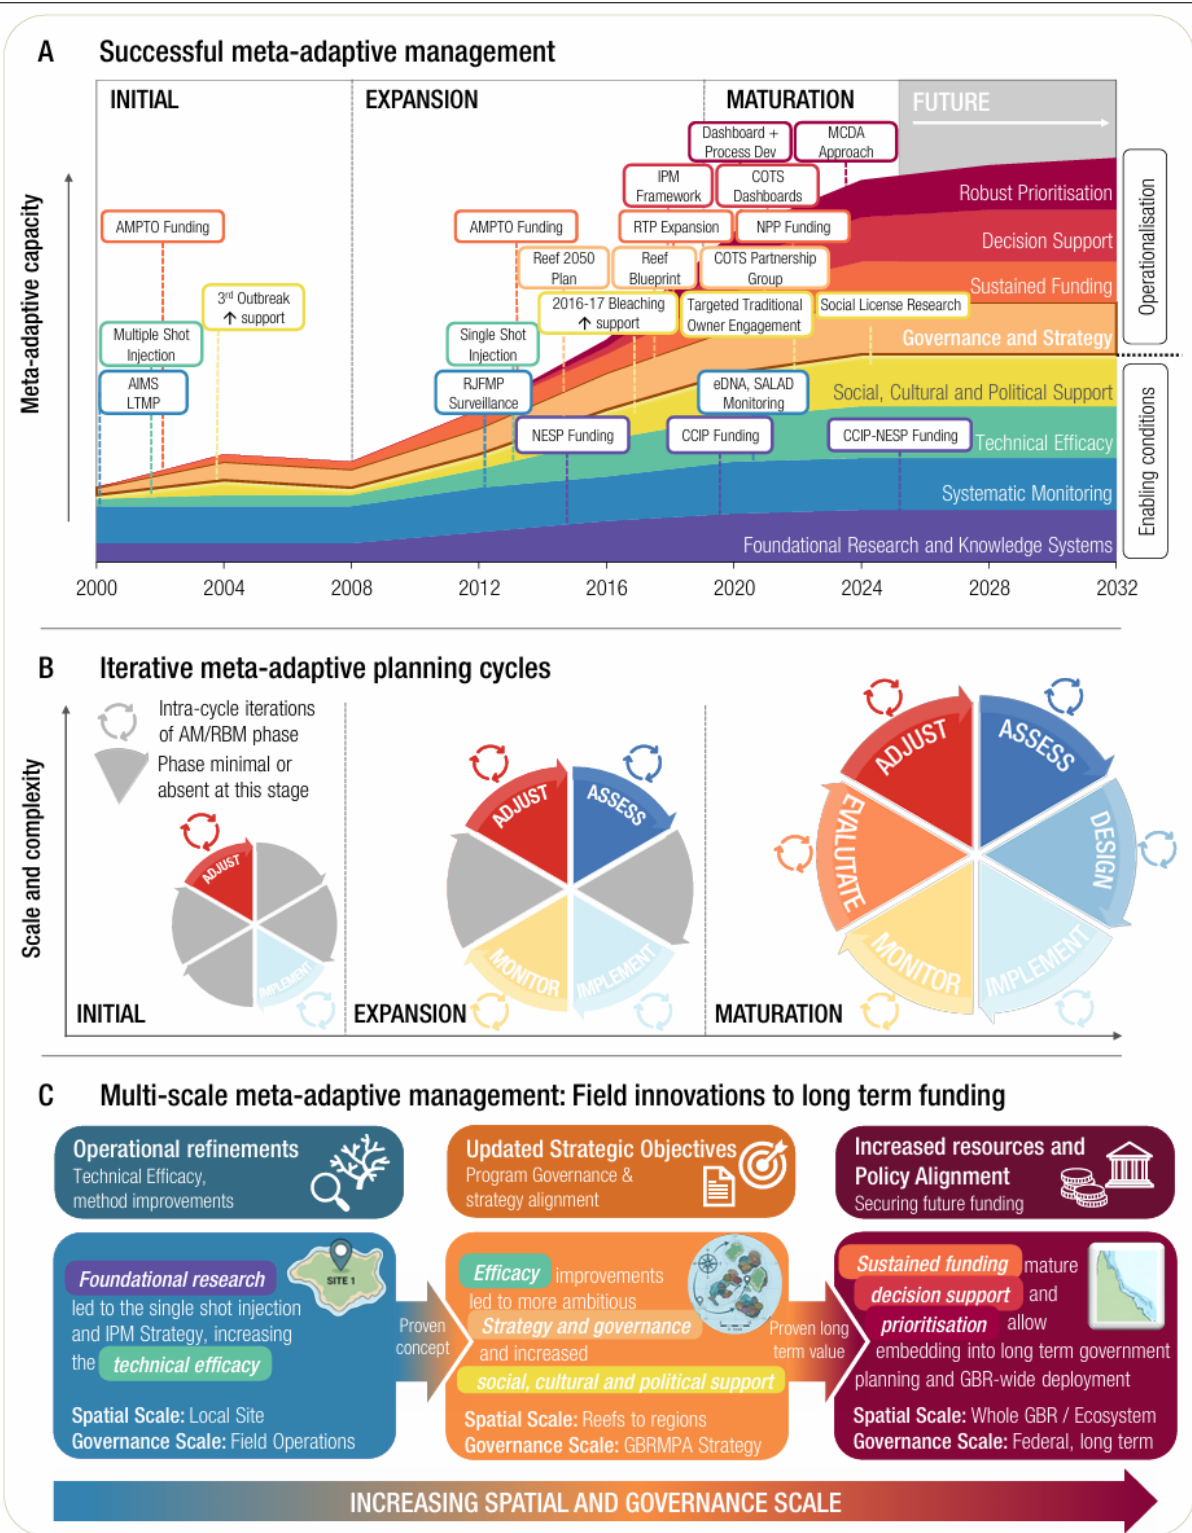 A Successful meta-adaptive management
INITIAL
EXPANSION
MATURATION
FUTURE
Meta-adaptive capacity
Dashboard +
Process Dev
MCDA
Approach
IPM
Framework
COTS
Dashboards
AMPTO Funding
AMPTO Funding
RTP Expansion
NPP Funding
Reef 2050
Plan
Reef
Blueprint
COTS Partnership
Group
3rd Outbreak
↑ support
2016-17 Bleaching
↑ support
Targeted Traditional
Owner Engagement
Social License Research
Multiple Shot
Injection
Single Shot
Injection
AIMS
LTMP
RJFMP
Surveillance
eDNA, SALAD
Monitoring
NESP Funding
CCIP Funding
CCIP-NESP Funding
Robust Prioritisation
Decision Support
Sustained Funding
Governance and Strategy
Social, Cultural and Political Support
Technical Efficacy
Systematic Monitoring
Foundational Research and Knowledge Systems
Operationalisation
Enabling conditions
2000 2004 2008 2012 2016 2020 2024 2028 2032
B Iterative meta-adaptive planning cycles
Scale and complexity
Intra-cycle iterations
of AM/RBM phase
Phase minimal or
absent at this stage
ADJUST
IMPLEMENT
INITIAL
ADJUST
ASSESS
IMPLEMENT
MONITOR
EXPANSION
ADJUST
ASSESS
DESIGN
IMPLEMENT
MONITOR
EVALUTATE
MATURATION
C Multi-scale meta-adaptive management: Field innovations to long term funding
Operational refinements
Technical Efficacy,
method improvements
Updated Strategic Objectives
Program Governance &
strategy alignment
Increased resources and
Policy Alignment
Securing future funding
Foundational research
SITE 1
led to the single shot injection
and IPM Strategy, increasing
the technical efficacy
Spatial Scale: Local Site
Governance Scale: Field Operations
Proven
concept
Efficacy improvements
led to more ambitious
Strategy and governance
and increased
social, cultural and political support
Spatial Scale: Reefs to regions
Governance Scale: GBRMPA Strategy
Proven long
term value
Sustained funding mature
decision support and
prioritisation allow
embedding into long term government
planning and GBR-wide deployment
Spatial Scale: Whole GBR / Ecosystem
Governance Scale: Federal, long term
INCREASING SPATIAL AND GOVERNANCE SCALE